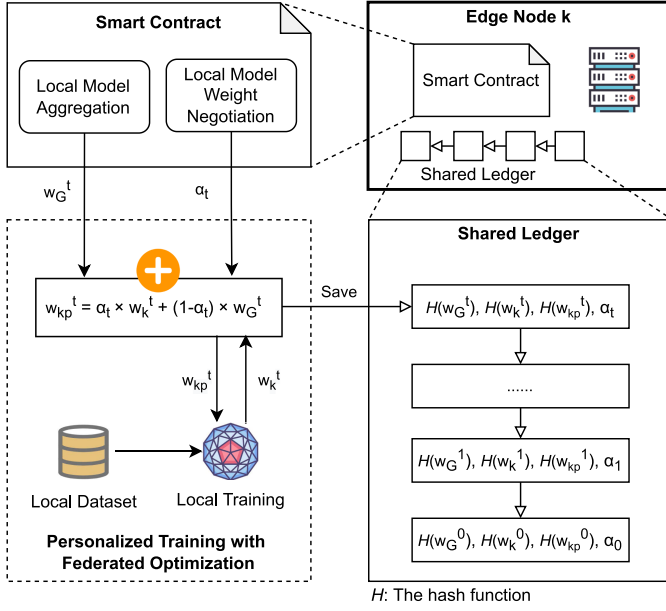 Smart Contract
Local Model
Aggregation
Local Model
Weight
Negotiation
Edge Node k
Smart Contract
Shared Ledger
w_G^t
α_t
w_kp^t = α_t × w_k^t + (1-α_t) × w_G^t
Save
w_kp^t
w_k^t
Local Dataset
Local Training
Personalized Training with
Federated Optimization
Shared Ledger
H(w_G^t), H(w_k^t), H(w_kp^t), α_t
......
H(w_G^1), H(w_k^1), H(w_kp^1), α_1
H(w_G^0), H(w_k^0), H(w_kp^0), α_0
H: The hash function